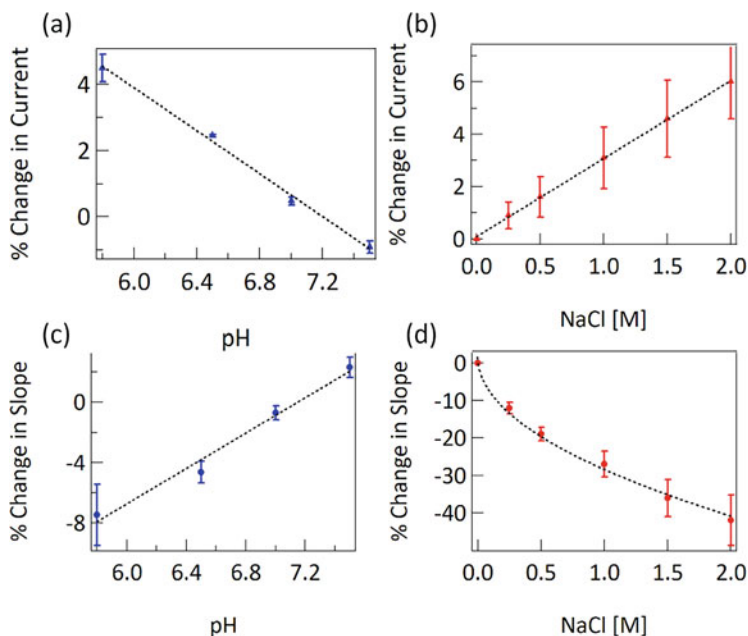 (a)
% Change in Current
4
2
0
6.0 6.4 6.8 7.2
pH
(b)
% Change in Current
6
4
2
0
0.0 0.5 1.0 1.5 2.0
NaCl [M]
(c)
% Change in Slope
0
-4
-8
6.0 6.4 6.8 7.2
pH
(d)
% Change in Slope
0
-10
-20
-30
-40
0.0 0.5 1.0 1.5 2.0
NaCl [M]